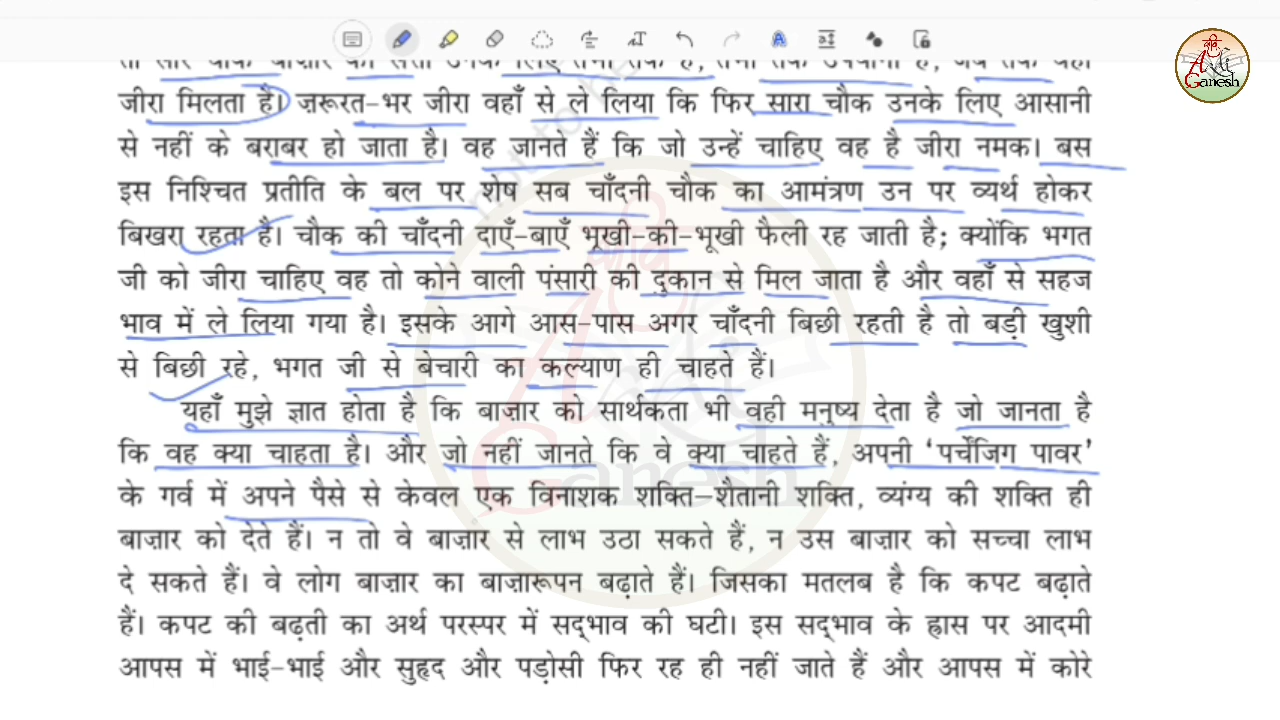 जीरा मिलता है। ज़रूरत-भर जीरा वहाँ से ले लिया कि फिर सारा चौक उनके लिए आसानी
से नहीं के बराबर हो जाता है। वह जानते हैं कि जो उन्हें चाहिए वह है जीरा नमक। बस
इस निश्चित प्रतीति के बल पर शेष सब चाँदनी चौक का आमंत्रण उन पर व्यर्थ होकर
बिखरा रहता है। चौक की चाँदनी दाएँ-बाएँ भूखी-की-भूखी फैली रह जाती है; क्योंकि भगत
जी को जीरा चाहिए वह तो कोने वाली पंसारी की दुकान से मिल जाता है और वहाँ से सहज
भाव में ले लिया गया है। इसके आगे आस-पास अगर चाँदनी बिछी रहती है तो बड़ी खुशी
से बिछी रहे, भगत जी से बेचारी का कल्याण ही चाहते हैं।
यहाँ मुझे ज्ञात होता है कि बाज़ार को सार्थकता भी वही मनुष्य देता है जो जानता है
कि वह क्या चाहता है। और जो नहीं जानते कि वे क्या चाहते हैं, अपनी ‘पर्चेजिंग पावर’
के गर्व में अपने पैसे से केवल एक विनाशक शक्ति–शैतानी शक्ति, व्यंग्य की शक्ति ही
बाज़ार को देते हैं। न तो वे बाज़ार से लाभ उठा सकते हैं, न उस बाज़ार को सच्चा लाभ
दे सकते हैं। वे लोग बाज़ार का बाज़ारूपन बढ़ाते हैं। जिसका मतलब है कि कपट बढ़ाते
हैं। कपट की बढ़ती का अर्थ परस्पर में सद्भाव की घटी। इस सद्भाव के ह्रास पर आदमी
आपस में भाई-भाई और सुहृद और पड़ोसी फिर रह ही नहीं जाते हैं और आपस में कोरे
Ganesh